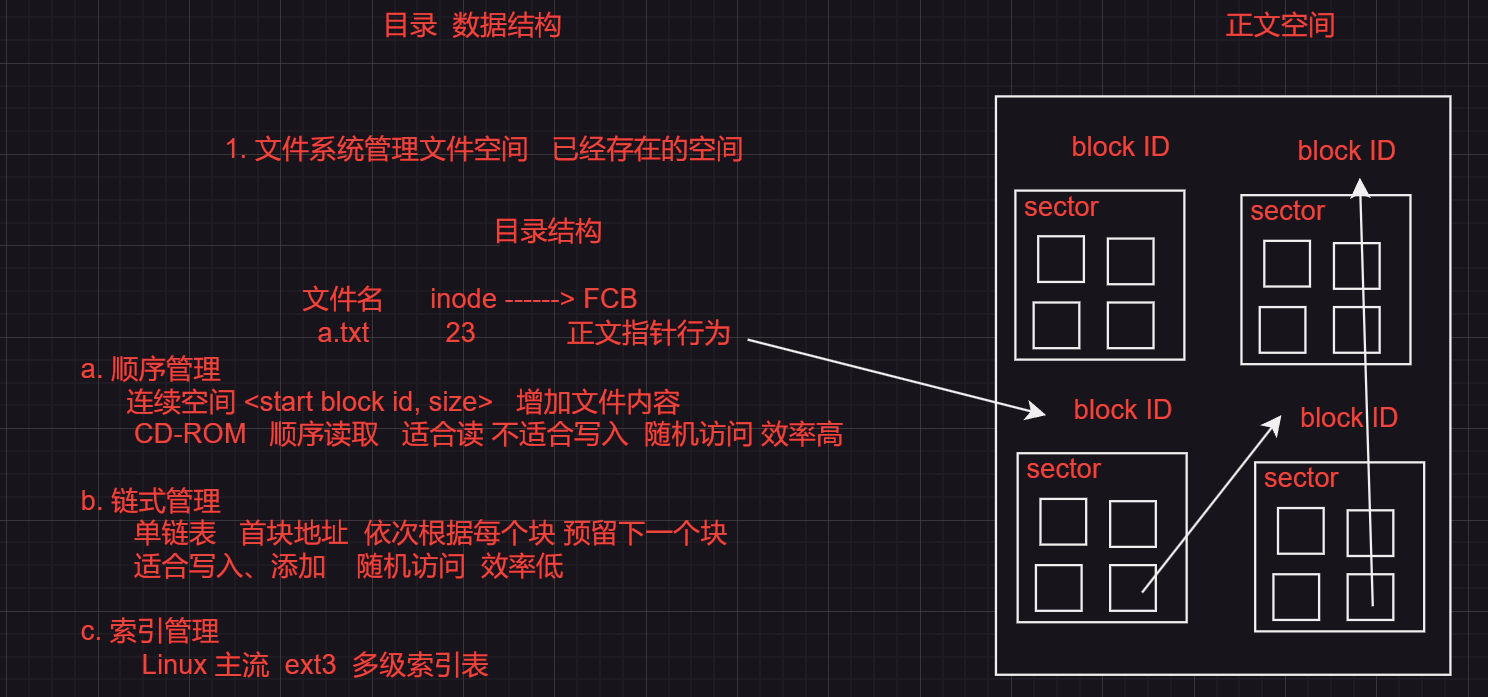 目录 数据结构
正文空间
1. 文件系统管理文件空间 已经存在的空间
目录结构
文件名 inode ------> FCB
a.txt 23 正文指针行为
a. 顺序管理
连续空间 <start block id, size> 增加文件内容
CD-ROM 顺序读取 适合读 不适合写入 随机访问 效率高
b. 链式管理
单链表 首块地址 依次根据每个块 预留下一个块
适合写入、添加 随机访问 效率低
c. 索引管理
Linux 主流 ext3 多级索引表
block ID
block ID
sector
sector
block ID
block ID
sector
sector